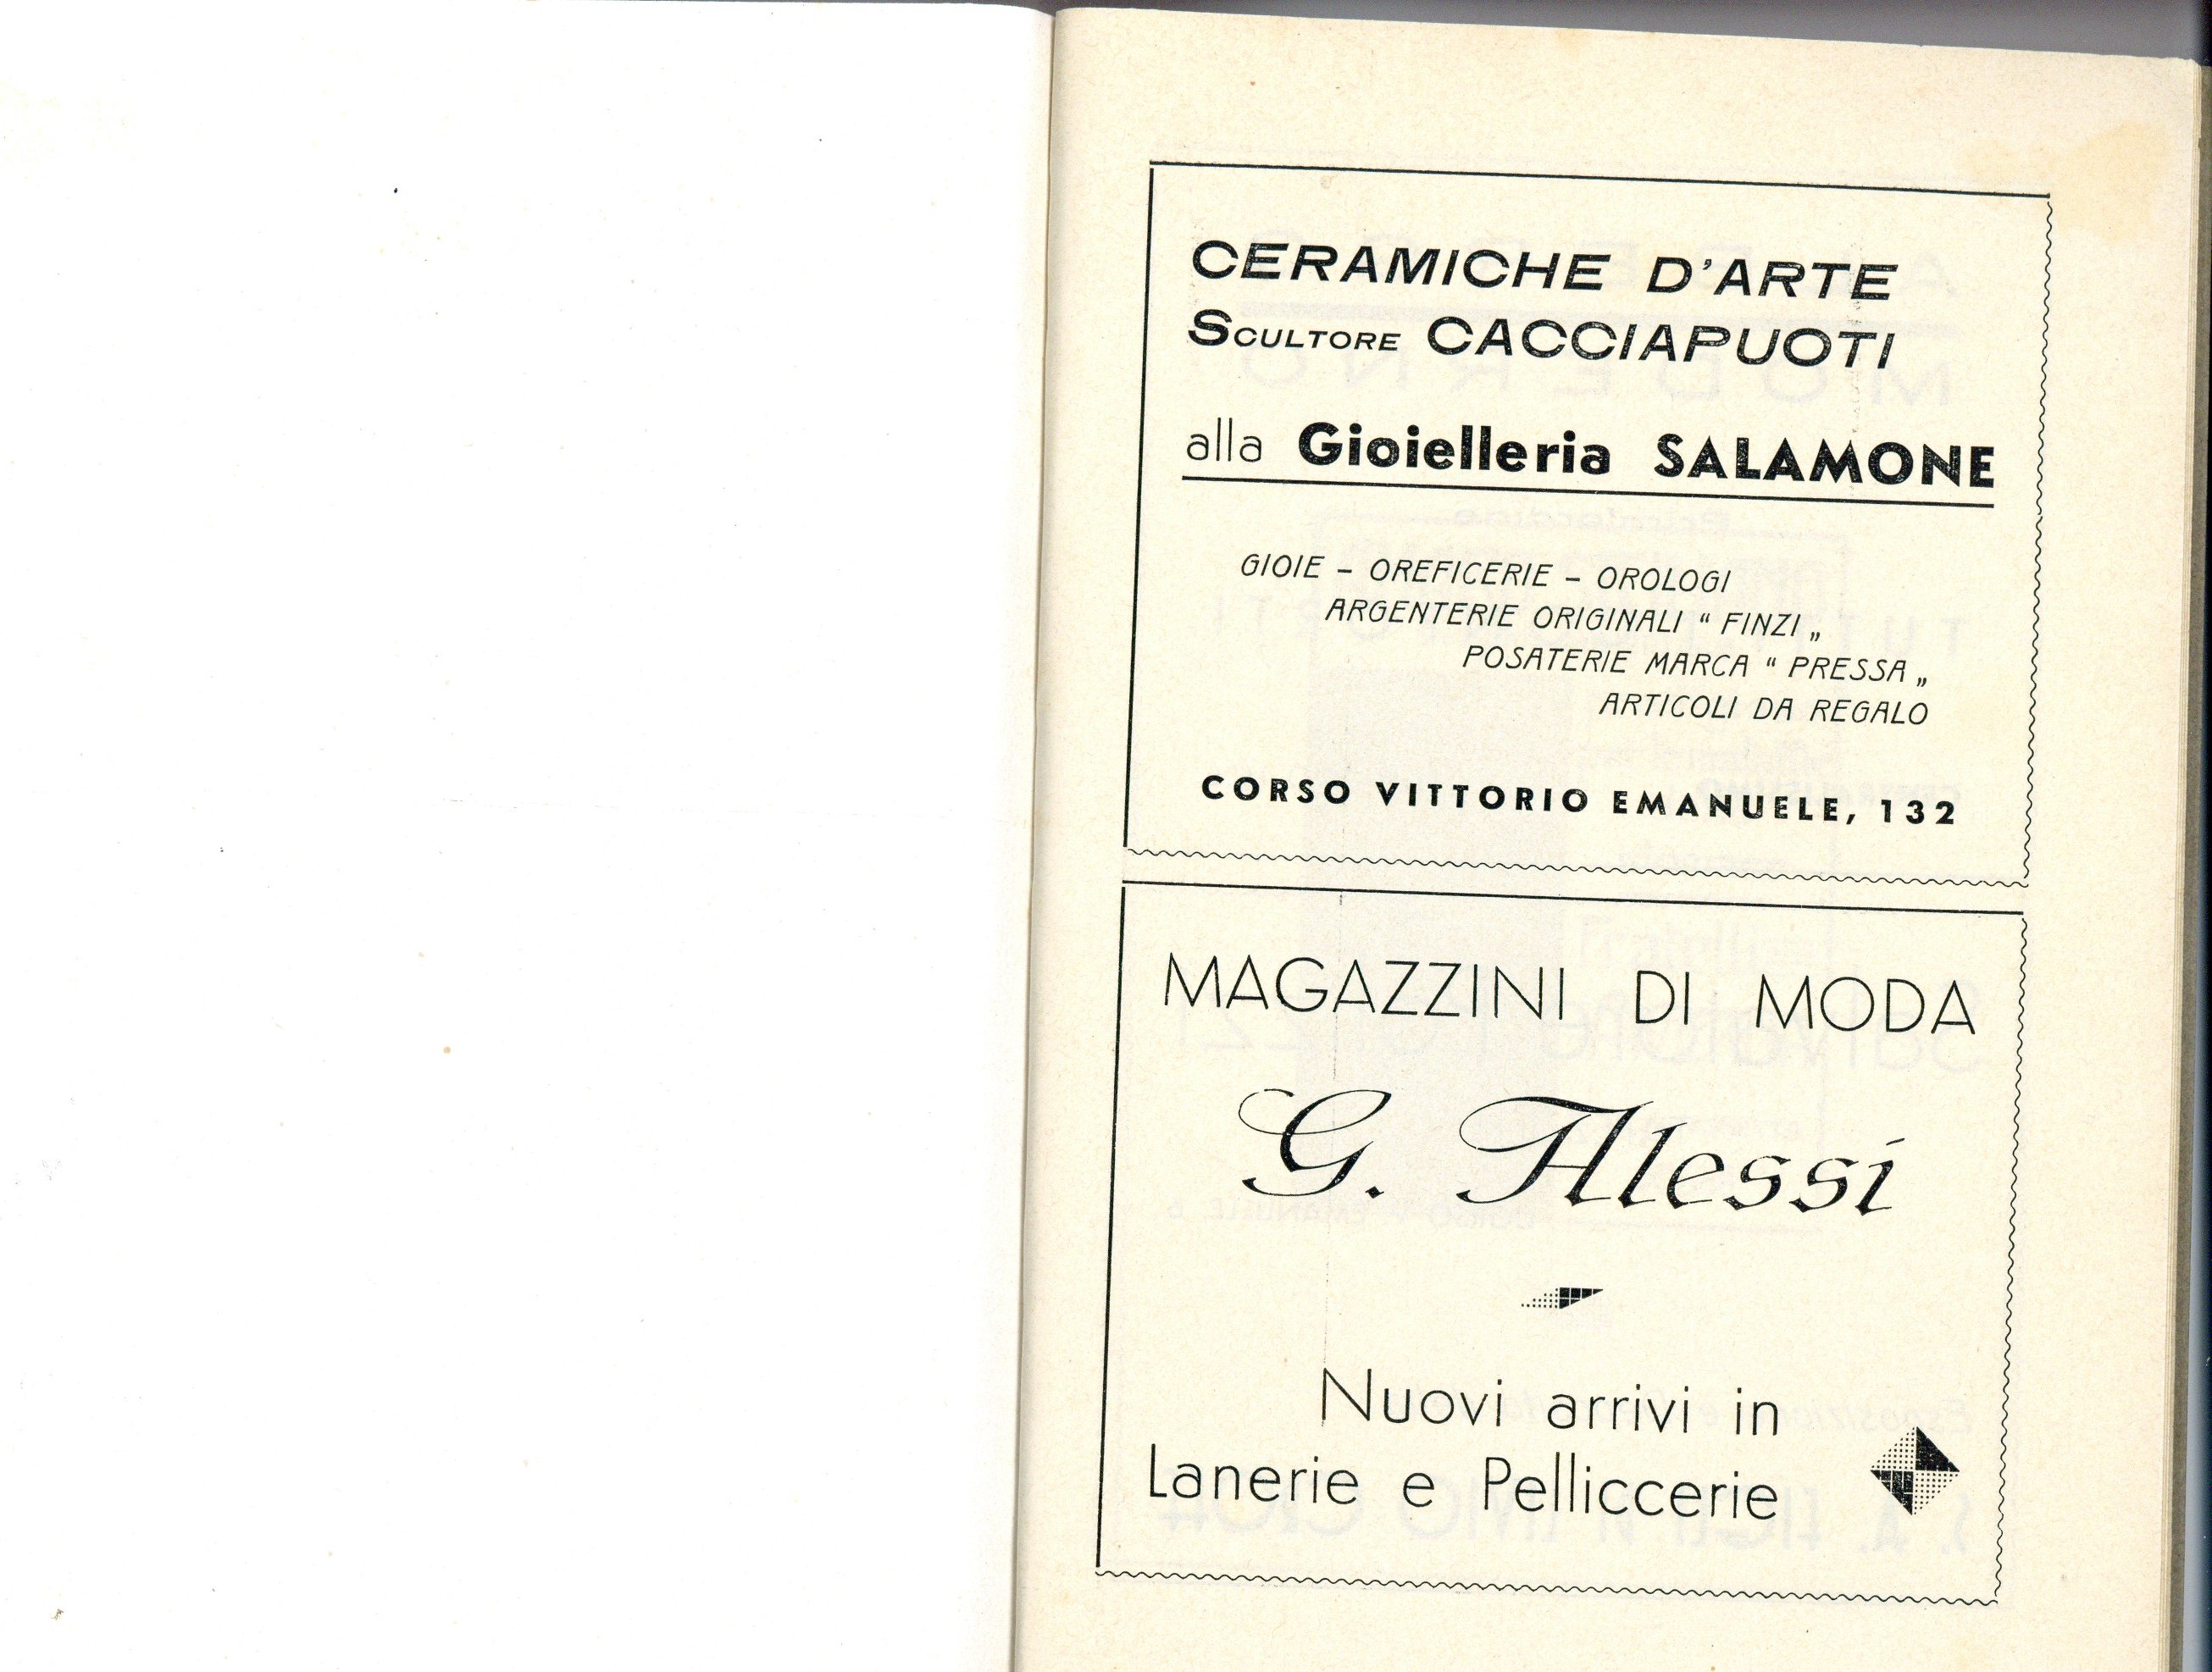 CERAMICHE D'ARTE
SCULTORE CACCIAPUOTI
alla Gioielleria SALAMONE
GIOIE - OREFICERIE - OROLOGI
ARGENTERIE ORIGINALI “ FINZI „
POSATERIE MARCA “ PRESSA „
ARTICOLI DA REGALO
CORSO VITTORIO EMANUELE, 132
MAGAZZINI DI MODA
G. Alessi
Nuovi arrivi in
Lanerie e Pelliccerie